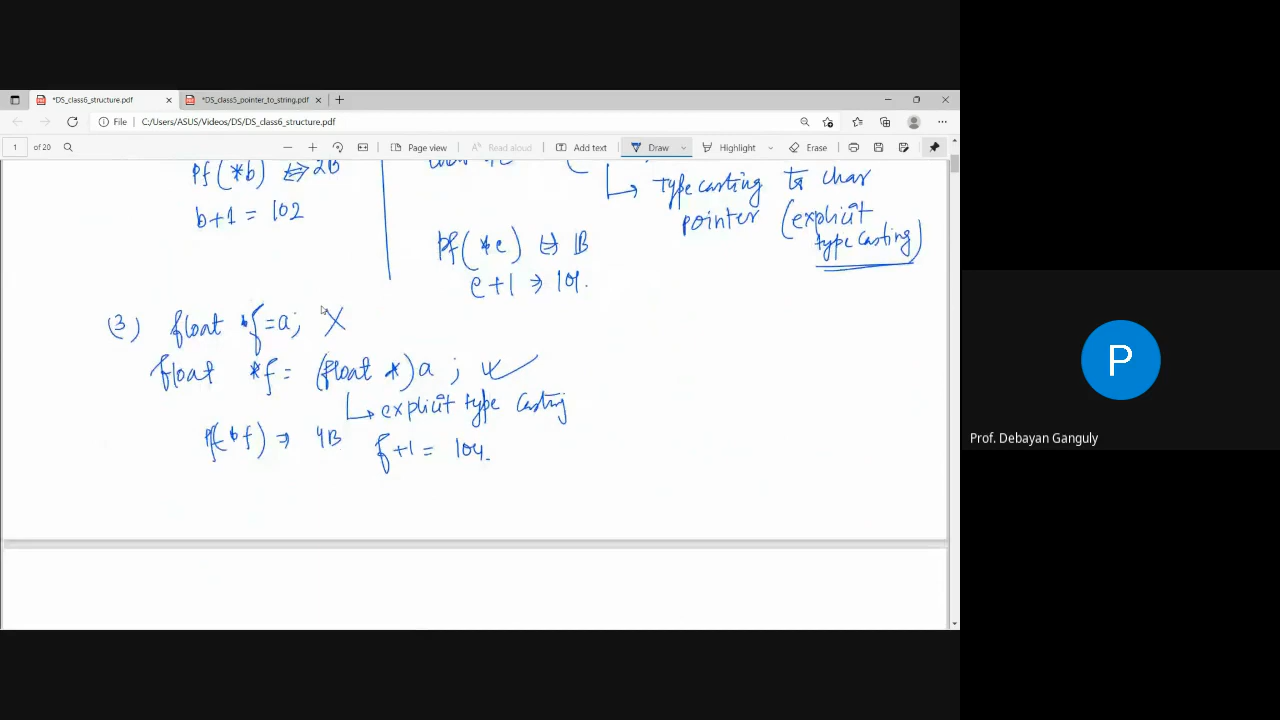 *DS_class6_structure.pdf
*DS_class5_pointer_to_string.pdf
File C:/Users/ASUS/Videos/DS/DS_class6_structure.pdf
1 of 20 Page view Read aloud Add text Draw Highlight Erase
Pf(*b) ⇔ 2B
b+1 = 102
type casting to char
pointer (explicit
type casting)
Pf(*c) ⇔ 1B
c+1 ⇒ 101.
(3) float *f=a; X
float *f = (float *)a ; ✓
↳ explicit type casting
Pf(*f) ⇒ 4B f+1 = 104.
P
Prof. Debayan Ganguly